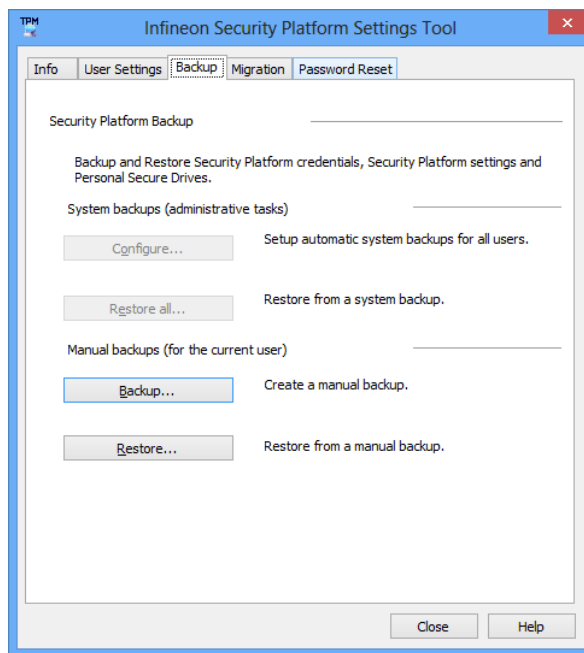 TPM
Infineon Security Platform Settings Tool
Info
User Settings
Backup
Migration
Password Reset
Security Platform Backup
Backup and Restore Security Platform credentials, Security Platform settings and
Personal Secure Drives.
System backups (administrative tasks)
Configure...
Setup automatic system backups for all users.
Restore all...
Restore from a system backup.
Manual backups (for the current user)
Backup...
Create a manual backup.
Restore...
Restore from a manual backup.
Close
Help